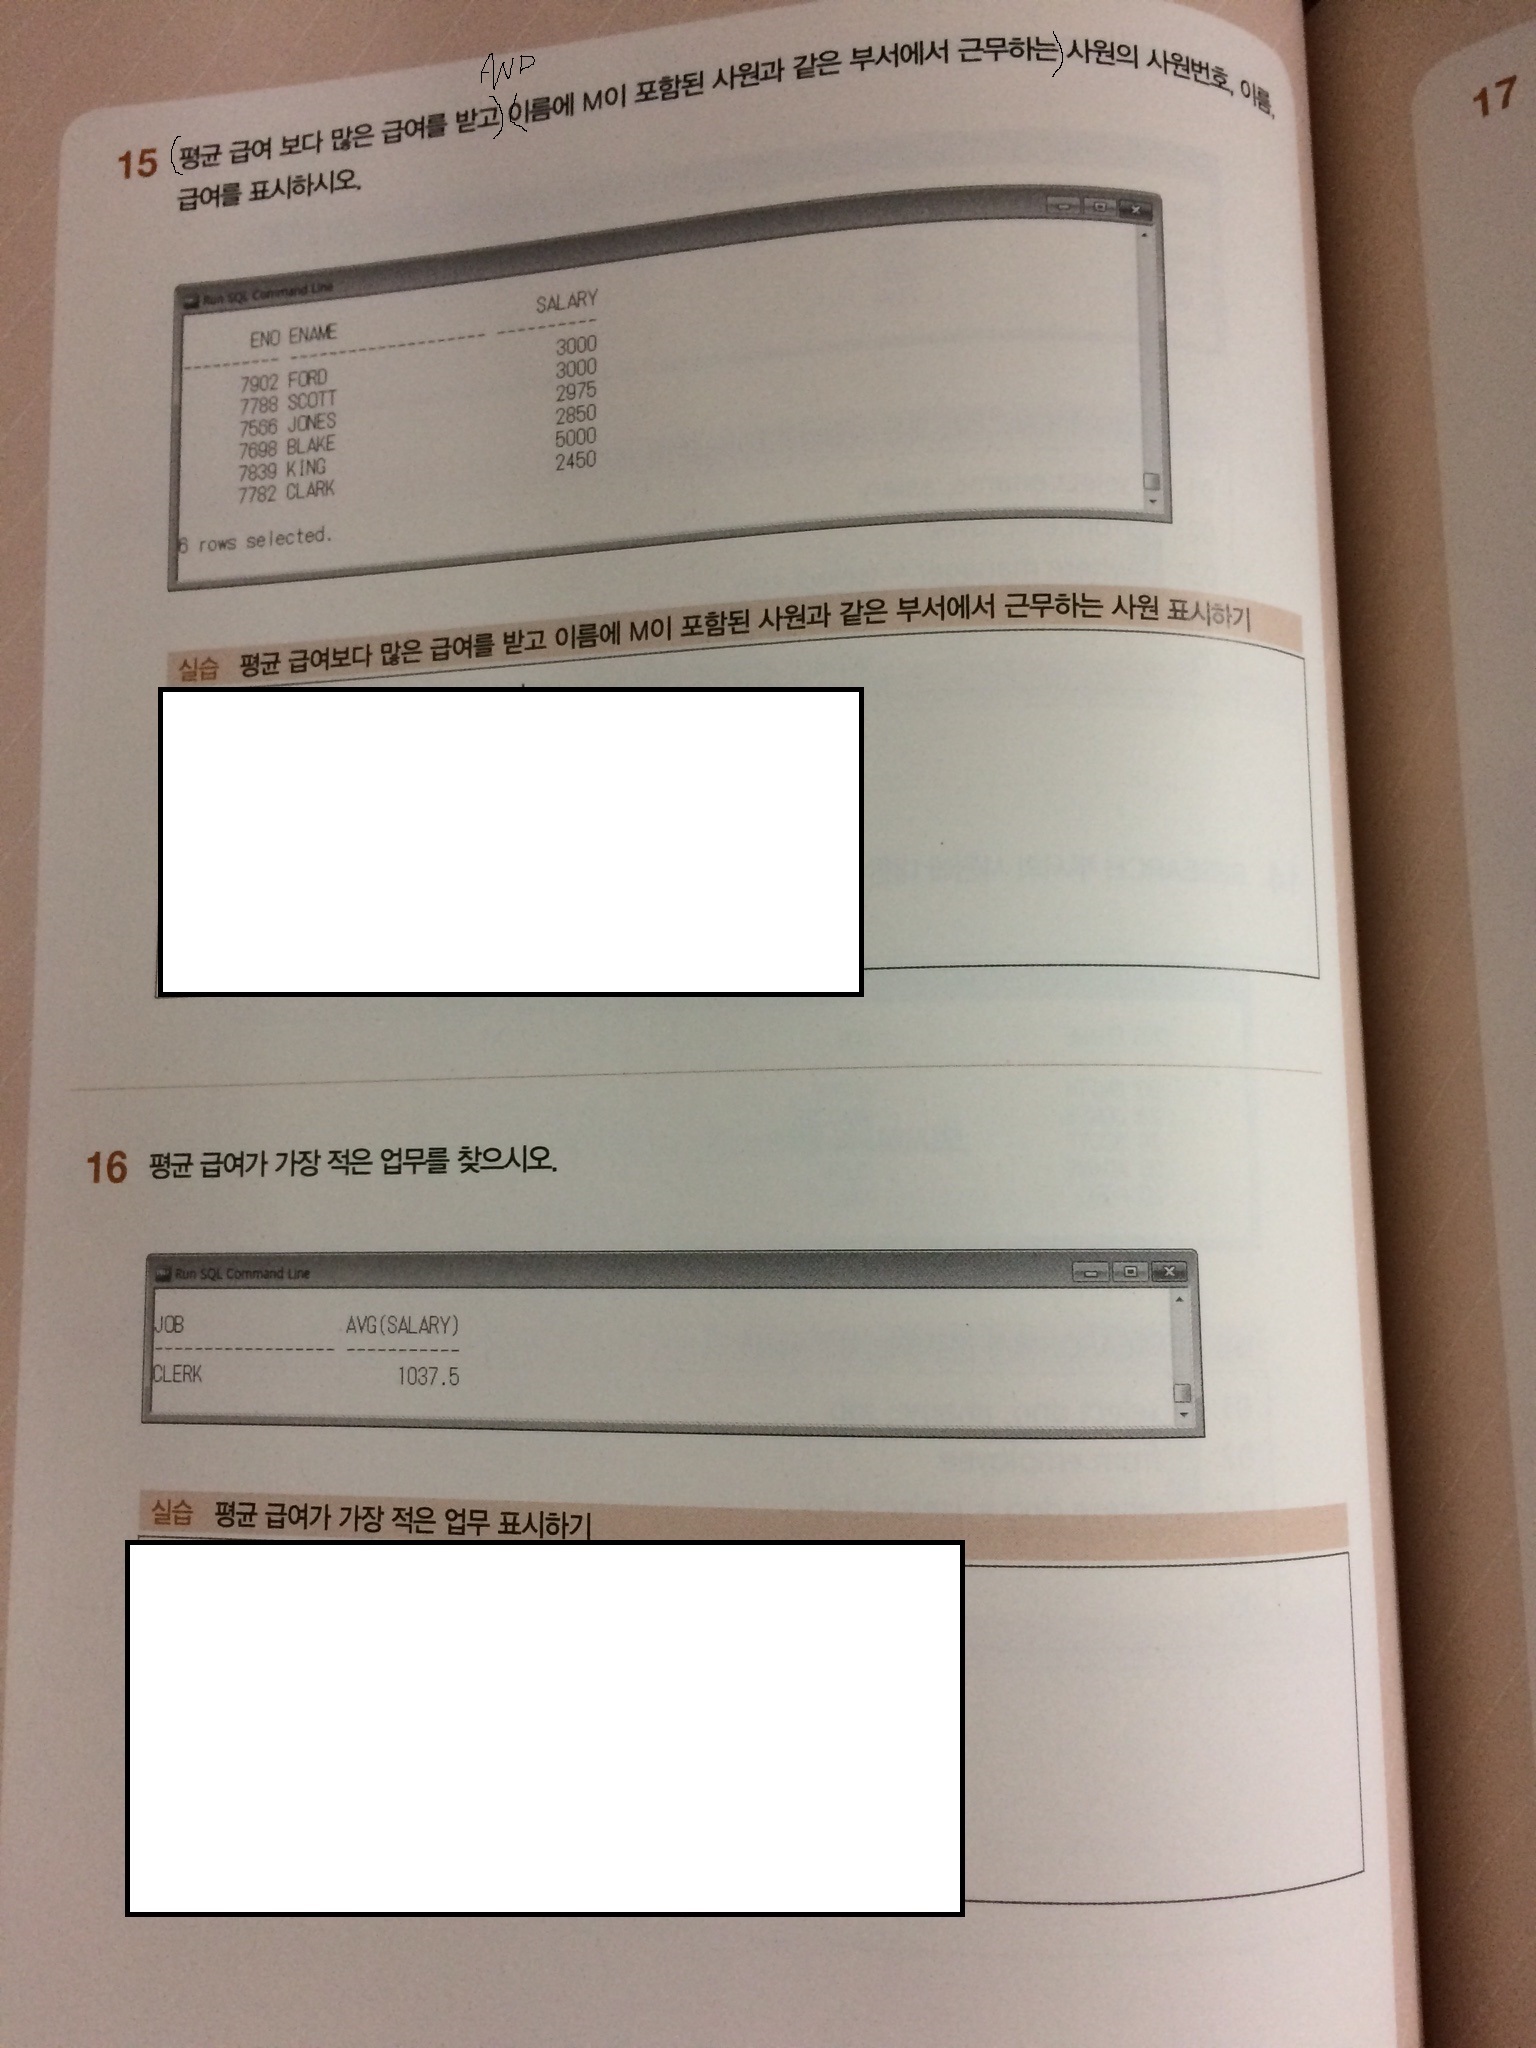 AND
15 (평균 급여 보다 많은 급여를 받고) (이름에 M이 포함된 사원과 같은 부서에서 근무하는) 사원의 사원번호, 이름,
급여를 표시하시오.
Run SQL Command Line
ENO ENAME SALARY
---------- -------------------- ----------
7902 FORD 3000
7788 SCOTT 3000
7566 JONES 2975
7698 BLAKE 2850
7839 KING 5000
7782 CLARK 2450
6 rows selected.
실습 평균 급여보다 많은 급여를 받고 이름에 M이 포함된 사원과 같은 부서에서 근무하는 사원 표시하기
16 평균 급여가 가장 적은 업무를 찾으시오.
Run SQL Command Line
JOB AVG(SALARY)
------------------ -----------
CLERK 1037.5
실습 평균 급여가 가장 적은 업무 표시하기
17